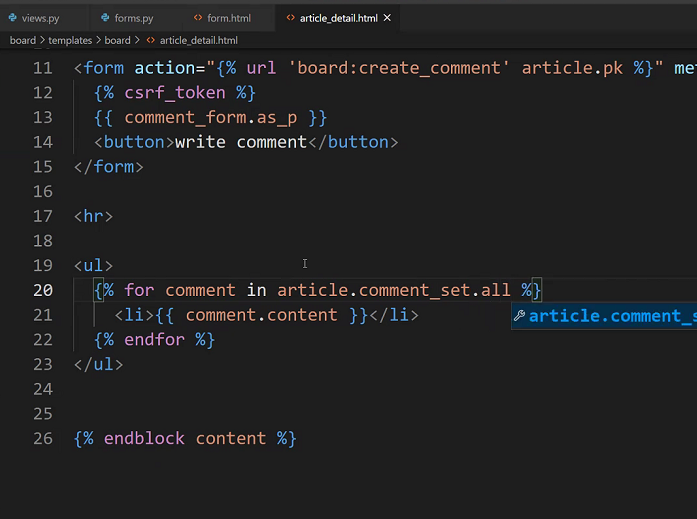 views.py forms.py form.html article_detail.html
board > templates > board > article_detail.html
11 <form action="{% url 'board:create_comment' article.pk %}" met
12 {% csrf_token %}
13 {{ comment_form.as_p }}
14 <button>write comment</button>
15 </form>
16
17 <hr>
18
19 <ul>
20 {% for comment in article.comment_set.all %}
21 <li>{{ comment.content }}</li>
article.comment_s
22 {% endfor %}
23 </ul>
24
25
26 {% endblock content %}